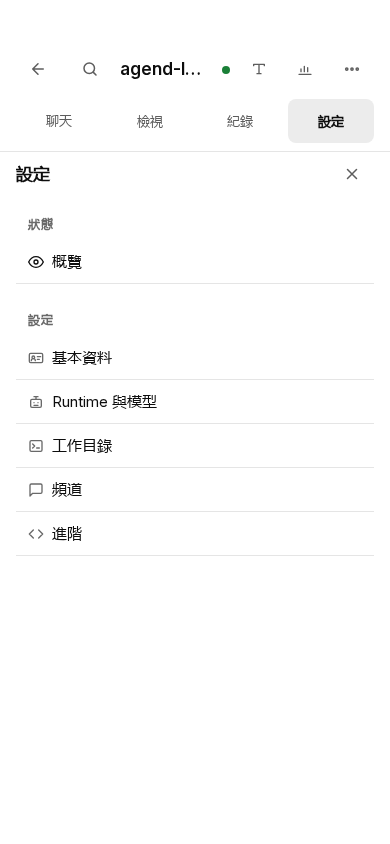 agend-l...
聊天
檢視
紀錄
設定
設定
狀態
概覽
設定
基本資料
Runtime 與模型
工作目錄
頻道
進階